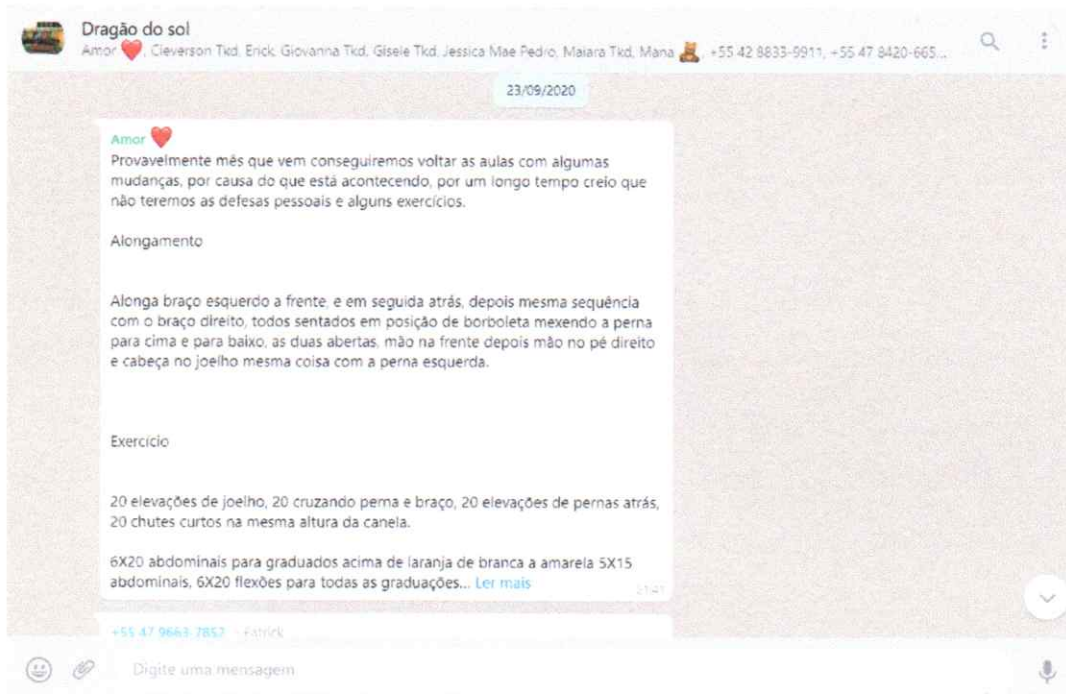 Dragão do sol
Amor ❤️, Cleverson Tkd, Erick, Giovanna Tkd, Gisele Tkd, Jessica Mae Pedro, Maiara Tkd, Mana 🧸, +55 42 8833-9911, +55 47 8420-665...
23/09/2020
Amor ❤️
Provavelmente mês que vem conseguiremos voltar as aulas com algumas
mudanças, por causa do que está acontecendo, por um longo tempo creio que
não teremos as defesas pessoais e alguns exercícios.
Alongamento
Alonga braço esquerdo a frente, e em seguida atrás, depois mesma sequência
com o braço direito, todos sentados em posição de borboleta mexendo a perna
para cima e para baixo, as duas abertas, mão na frente depois mão no pé direito
e cabeça no joelho mesma coisa com a perna esquerda.
Exercício
20 elevações de joelho, 20 cruzando perna e braço, 20 elevações de pernas atrás,
20 chutes curtos na mesma altura da canela.
6X20 abdominais para graduados acima de laranja de branca a amarela 5X15
abdominais, 6X20 flexões para todas as graduações... Ler mais
21:41
+55 47 9663-7857 ~Patrick
Digite uma mensagem